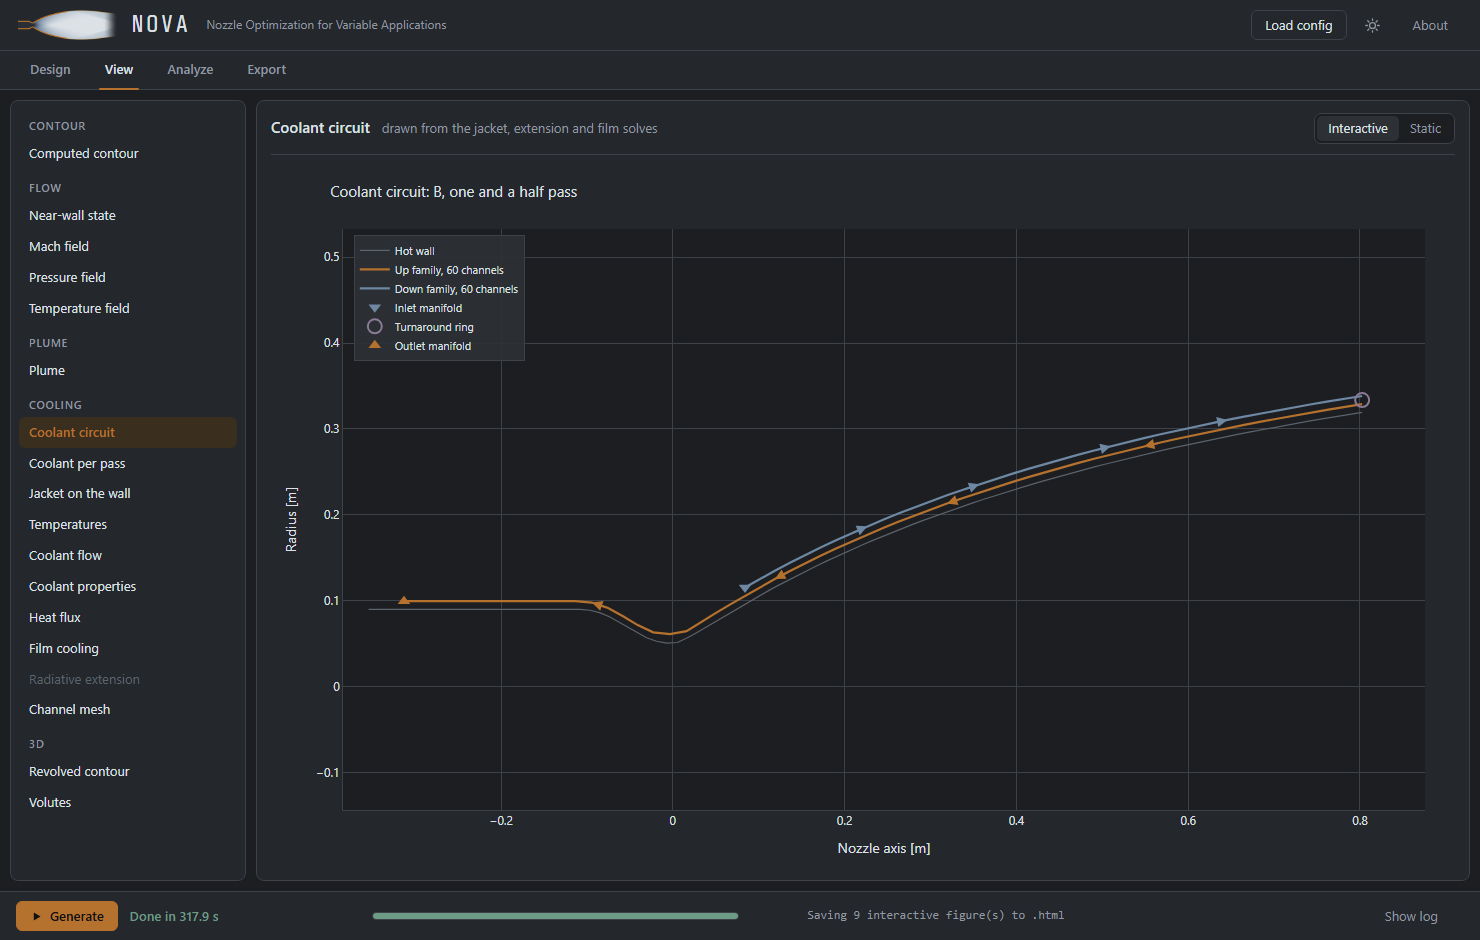 NOVA Nozzle Optimization for Variable Applications Load config About
Design View Analyze Export
CONTOUR
Computed contour
FLOW
Near-wall state
Mach field
Pressure field
Temperature field
PLUME
Plume
COOLING
Coolant circuit
Coolant per pass
Jacket on the wall
Temperatures
Coolant flow
Coolant properties
Heat flux
Film cooling
Radiative extension
Channel mesh
3D
Revolved contour
Volutes
Coolant circuit drawn from the jacket, extension and film solves Interactive Static
Coolant circuit: B, one and a half pass
Hot wall
Up family, 60 channels
Down family, 60 channels
Inlet manifold
Turnaround ring
Outlet manifold
0.5
0.4
0.3
0.2
0.1
0
−0.1
Radius [m]
−0.2 0 0.2 0.4 0.6 0.8
Nozzle axis [m]
Generate Done in 317.9 s Saving 9 interactive figure(s) to .html Show log